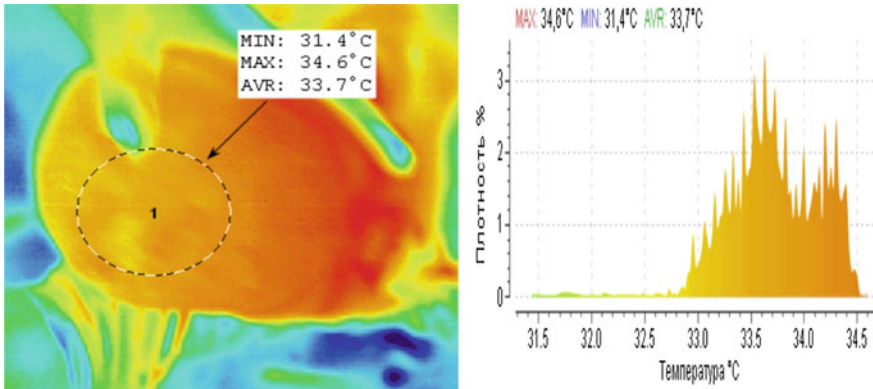 MIN: 31.4°C
MAX: 34.6°C
AVR: 33.7°C
1
MAX: 34,6°C MIN: 31,4°C AVR: 33,7°C
Плотность %
3
2
1
0
31.5 32.0 32.5 33.0 33.5 34.0 34.5
Температура °C